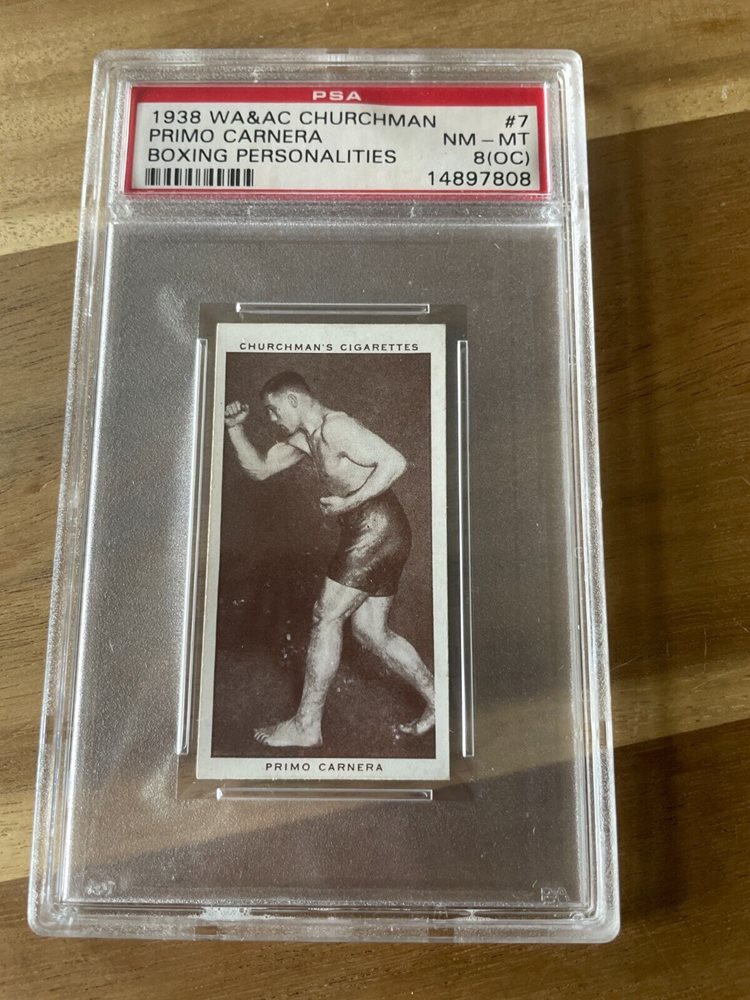 PSA
1938 WA&AC CHURCHMAN #7
PRIMO CARNERA NM - MT
BOXING PERSONALITIES 8(OC)
14897808
CHURCHMAN'S CIGARETTES
PRIMO CARNERA